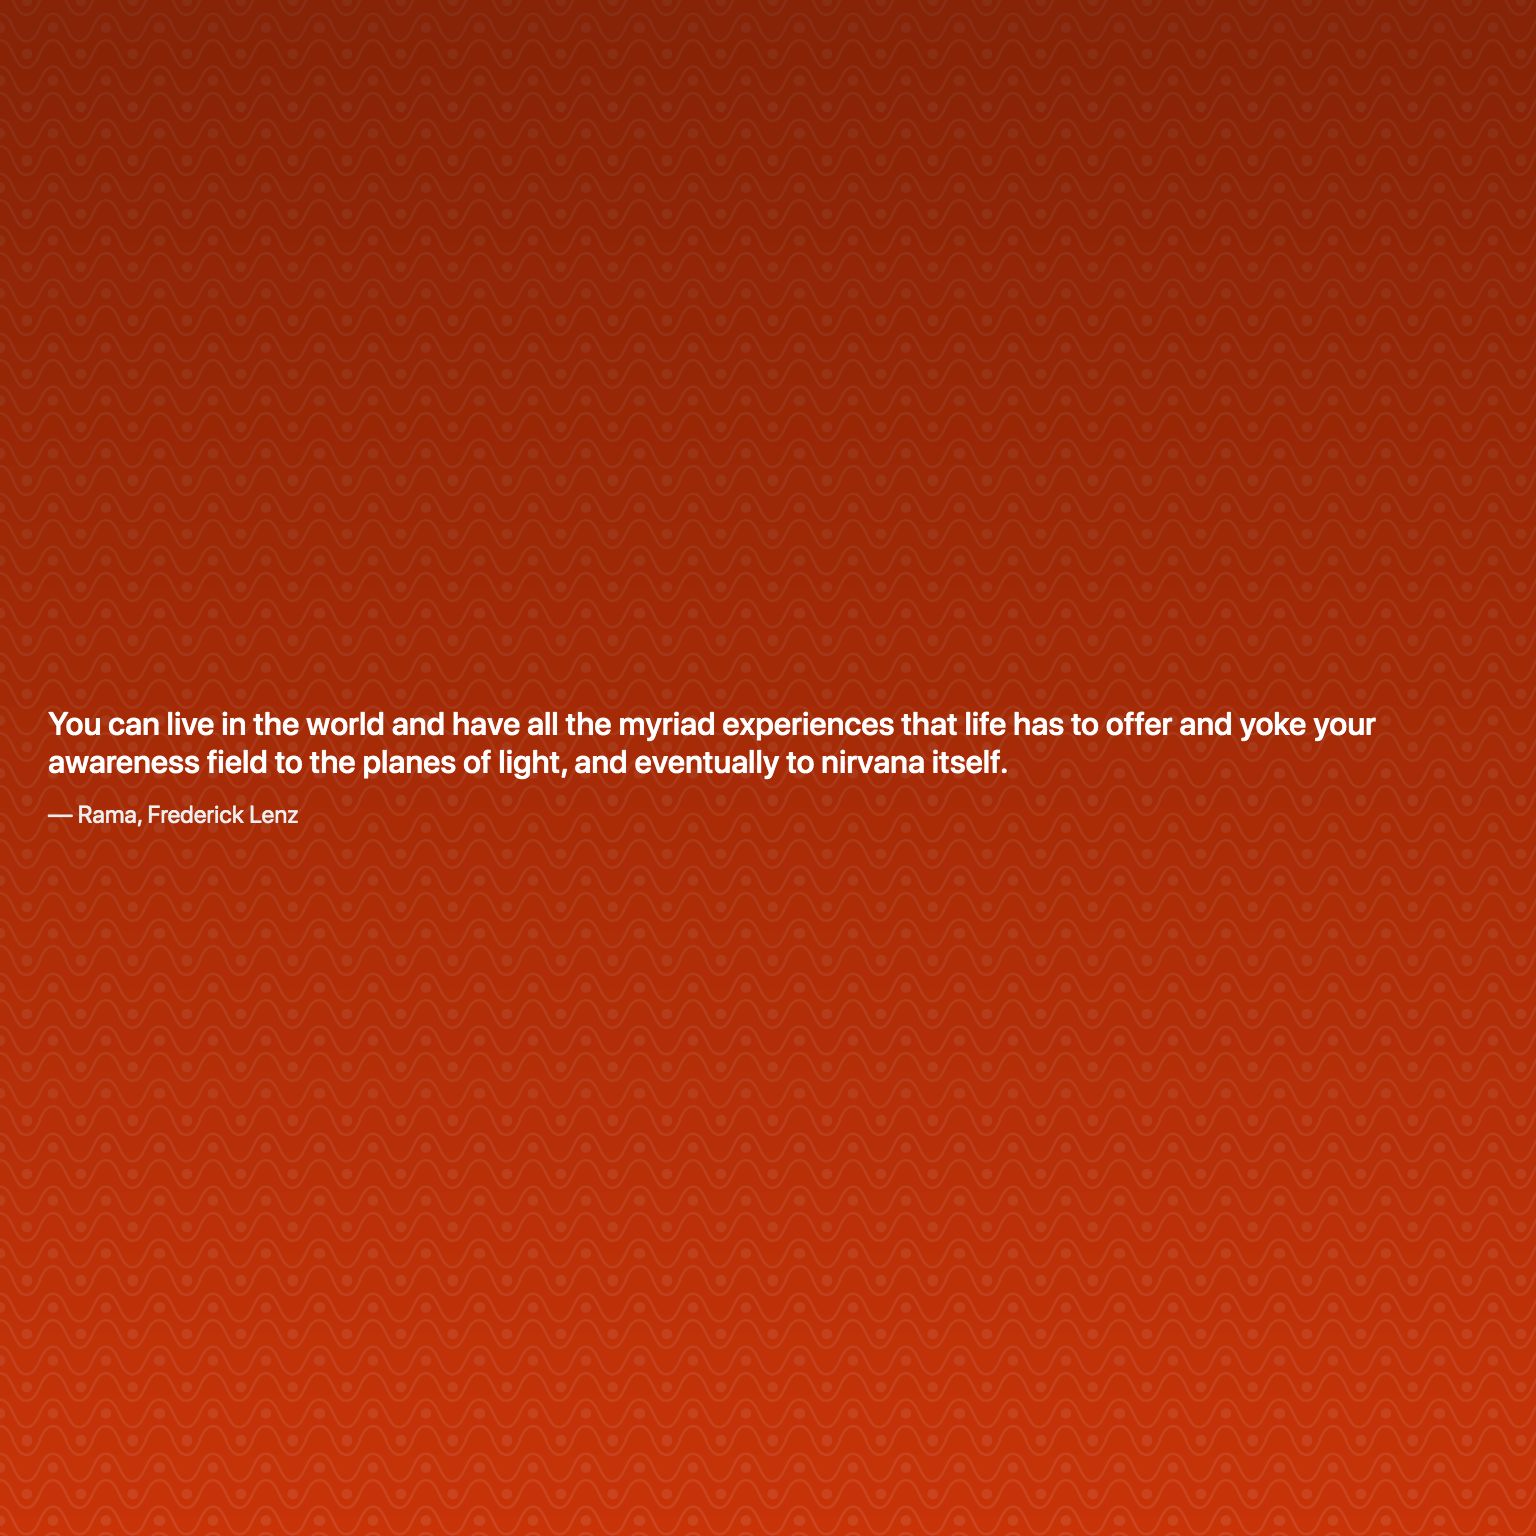 You can live in the world and have all the myriad experiences that life has to offer and yoke your
awareness field to the planes of light, and eventually to nirvana itself.
— Rama, Frederick Lenz